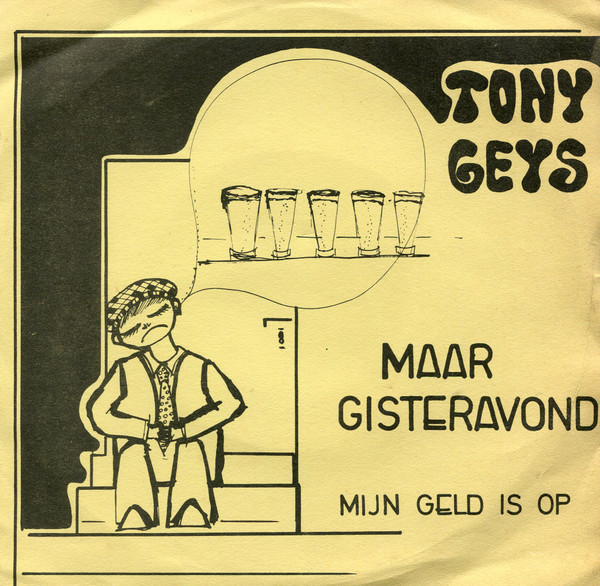 TONY
GEYS
MAAR
GISTERAVOND
MIJN GELD IS OP